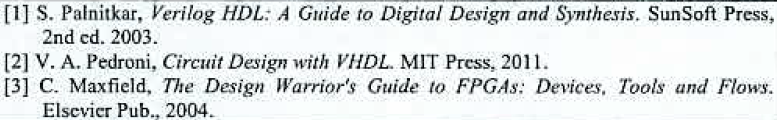 [1] S. Palnitkar, Verilog HDL: A Guide to Digital Design and Synthesis. SunSoft Press,
2nd ed. 2003.
[2] V. A. Pedroni, Circuit Design with VHDL. MIT Press, 2011.
[3] C. Maxfield, The Design Warrior's Guide to FPGAs: Devices, Tools and Flows.
Elsevier Pub., 2004.